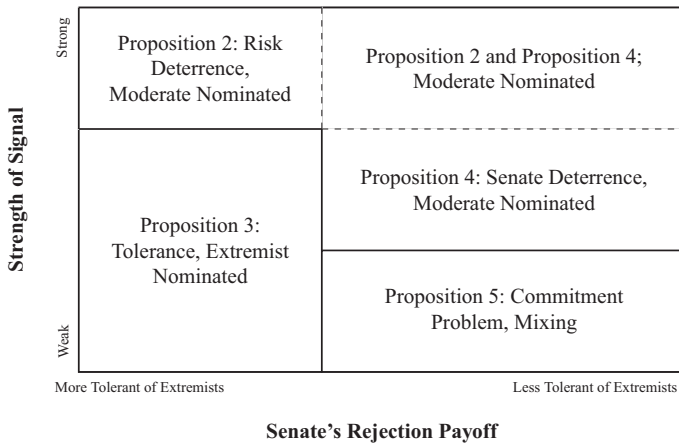 Strong
Proposition 2: Risk
Deterrence,
Moderate Nominated
Proposition 2 and Proposition 4;
Moderate Nominated
Strength of Signal
Proposition 3:
Tolerance, Extremist
Nominated
Proposition 4: Senate Deterrence,
Moderate Nominated
Proposition 5: Commitment
Problem, Mixing
Weak
More Tolerant of Extremists
Less Tolerant of Extremists
Senate's Rejection Payoff